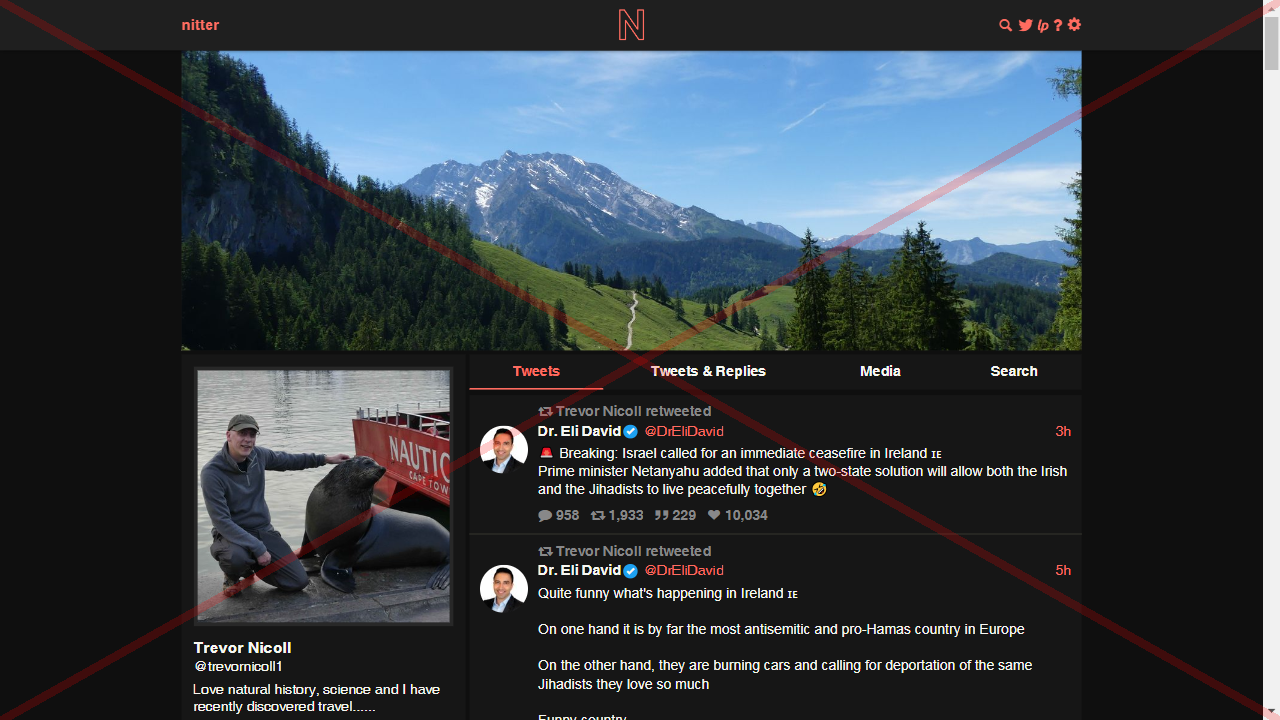 nitter
N
lp ?
Tweets
Tweets & Replies
Media
Search
NAUTIC
CAPE TOW
Trevor Nicoll
@trevornicoll1
Love natural history, science and I have
recently discovered travel......
Trevor Nicoll retweeted
Dr. Eli David @DrEliDavid 3h
🚨 Breaking: Israel called for an immediate ceasefire in Ireland 🇮🇪
Prime minister Netanyahu added that only a two-state solution will allow both the Irish
and the Jihadists to live peacefully together 🤣
958 1,933 229 10,034
Trevor Nicoll retweeted
Dr. Eli David @DrEliDavid 5h
Quite funny what's happening in Ireland 🇮🇪
On one hand it is by far the most antisemitic and pro-Hamas country in Europe
On the other hand, they are burning cars and calling for deportation of the same
Jihadists they love so much
Funny country